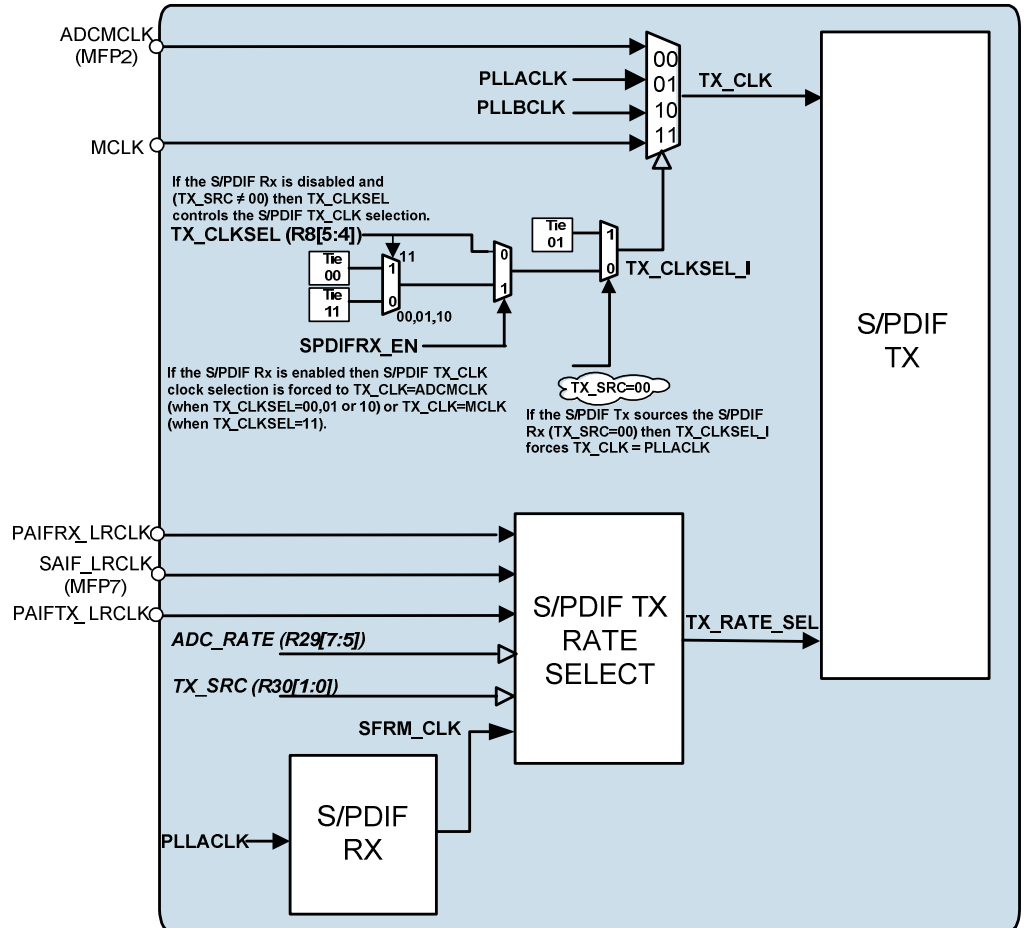 ADCMCLK
(MFP2)
PLLACLK
PLLBCLK
MCLK
00
01
10
11
TX_CLK
S/PDIF
TX
If the S/PDIF Rx is disabled and
(TX_SRC ≠ 00) then TX_CLKSEL
controls the S/PDIF TX_CLK selection.
TX_CLKSEL (R8[5:4])
11
Tie
00
1
Tie
11
0
00,01,10
0
1
SPDIFRX_EN
Tie
01
1
0
TX_CLKSEL_I
TX_SRC=00
If the S/PDIF Rx is enabled then S/PDIF TX_CLK
clock selection is forced to TX_CLK=ADCMCLK
(when TX_CLKSEL=00,01 or 10) or TX_CLK=MCLK
(when TX_CLKSEL=11).
If the S/PDIF Tx sources the S/PDIF
Rx (TX_SRC=00) then TX_CLKSEL_I
forces TX_CLK = PLLACLK
PAIFRX_LRCLK
SAIF_LRCLK
(MFP7)
PAIFTX_LRCLK
ADC_RATE (R29[7:5])
TX_SRC (R30[1:0])
SFRM_CLK
S/PDIF TX
RATE
SELECT
TX_RATE_SEL
PLLACLK
S/PDIF
RX